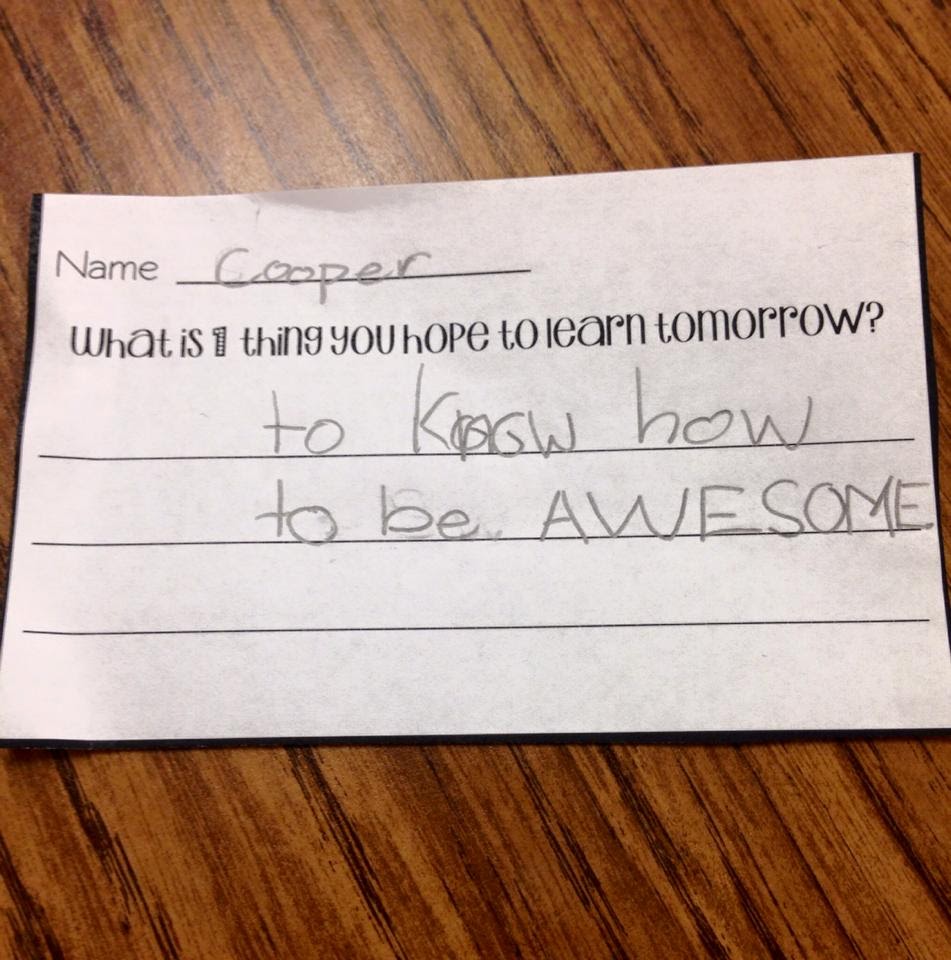 Name Cooper
What is 1 thing you hope to learn tomorrow?
to know how
to be AWESOME